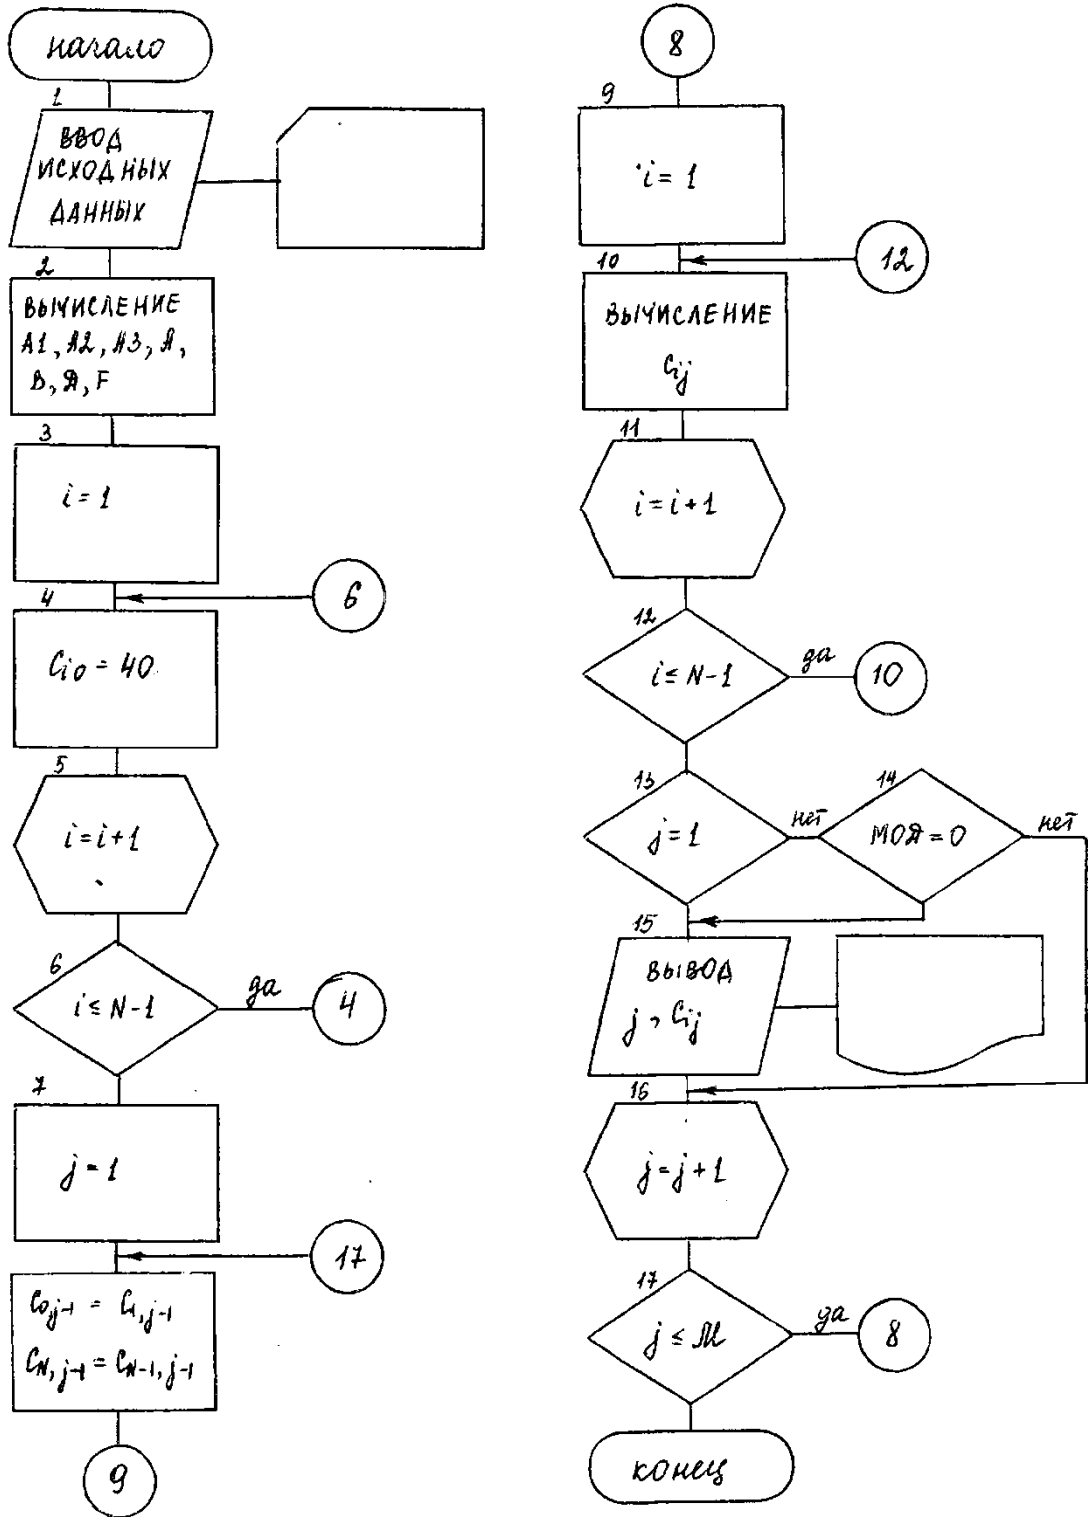 начало
1
ВВОД
ИСХОДНЫХ
ДАННЫХ
2
ВЫЧИСЛЕНИЕ
A1, A2, A3, A,
B, Д, F
3
i = 1
4
6
Ci0 = 40
5
i = i + 1
6
i ≤ N - 1
да
4
7
j = 1
17
C0,j-1 = C1,j-1
CN,j-1 = CN-1,j-1
9
8
9
i = 1
10
12
ВЫЧИСЛЕНИЕ
Cij
11
i = i + 1
12
i ≤ N - 1
да
10
13
j = 1
нет
14
МОД = 0
нет
15
ВЫВОД
j, Cij
16
j = j + 1
17
j ≤ M
да
8
конец